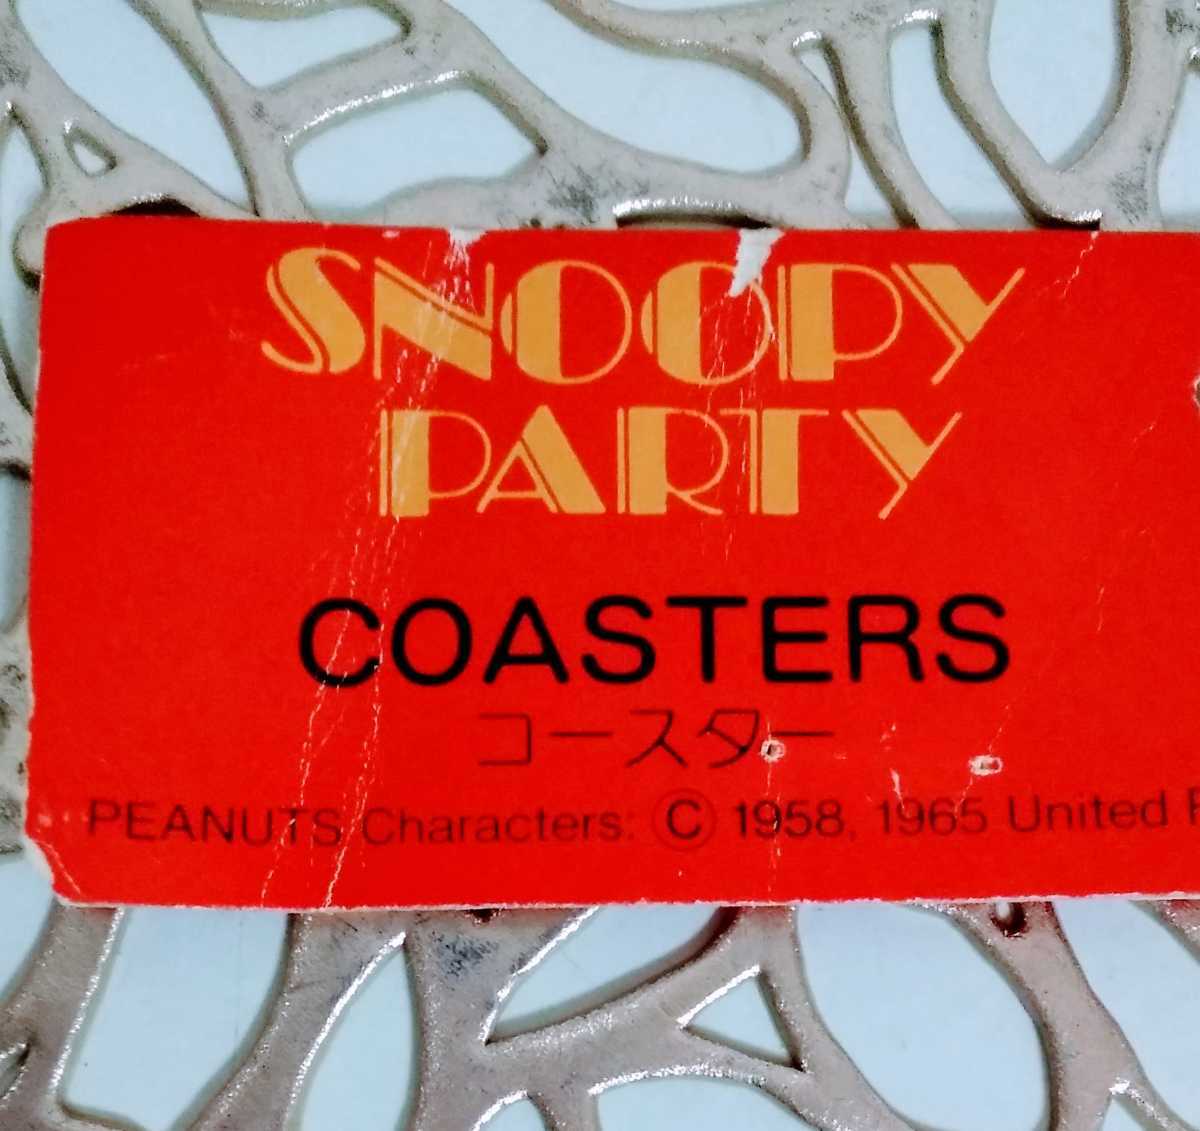 SNOOPY
PARTY
COASTERS
コースター
PEANUTS Characters: © 1958, 1965 United